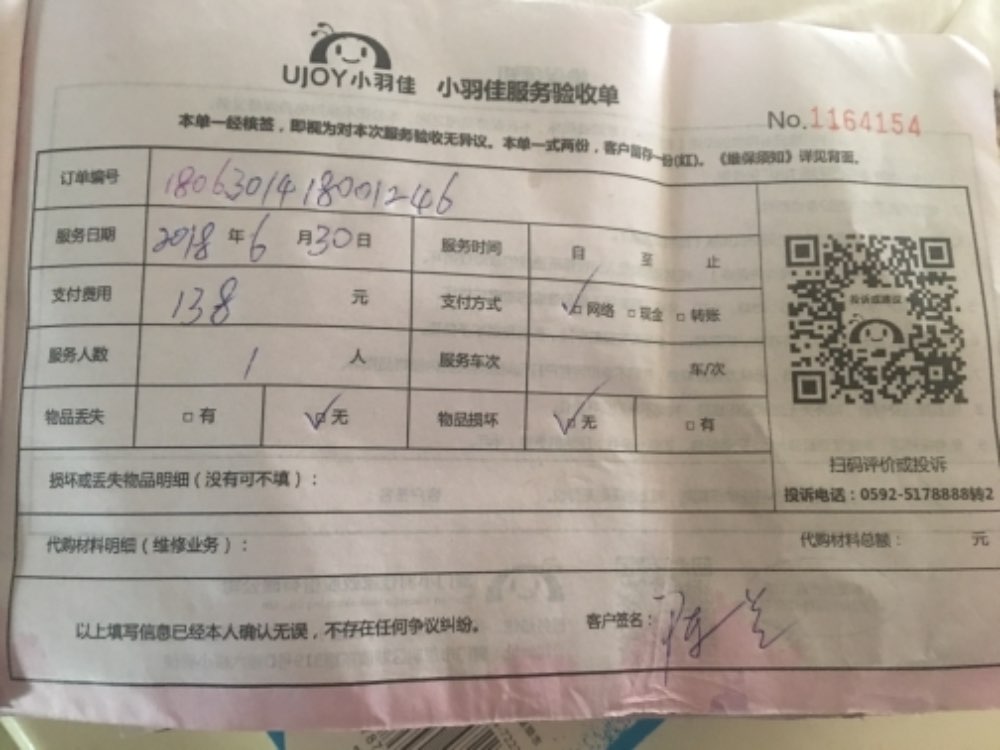 UJOY小羽佳 小羽佳服务验收单
No.1164154
本单一经核签，即视为对本次服务验收无异议。本单一式两份，客户留存一份(红)。《维保须知》详见背面。
订单编号 1806301418001246
服务日期 2018 年 6 月 30 日 服务时间 自 至 止
支付费用 138 元 支付方式 ☑网络 □现金 □转账
投诉或建议
服务人数 1 人 服务车次 车/次
物品丢失 □有 ☑无 物品损坏 ☑无 □有
扫码评价或投诉
损坏或丢失物品明细（没有可不填）：
投诉电话：0592-5178888转2
代购材料明细（维修业务）： 代购材料总额： 元
以上填写信息已经本人确认无误，不存在任何争议纠纷。 客户签名：